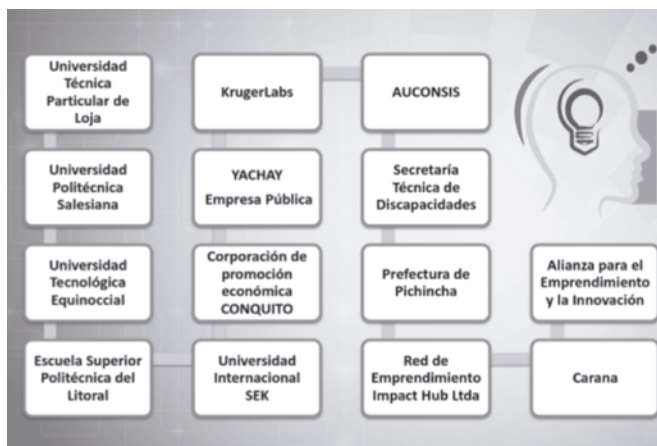 Universidad
Técnica
Particular de
Loja
Universidad
Politécnica
Salesiana
Universidad
Tecnológica
Equinoccial
Escuela Superior
Politécnica del
Litoral
KrugerLabs
YACHAY
Empresa Pública
Corporación de
promoción
económica
CONQUITO
Universidad
Internacional
SEK
AUCONSIS
Secretaría
Técnica de
Discapacidades
Prefectura de
Pichincha
Red de
Emprendimiento
Impact Hub Ltda
Alianza para el
Emprendimiento
y la Innovación
Carana